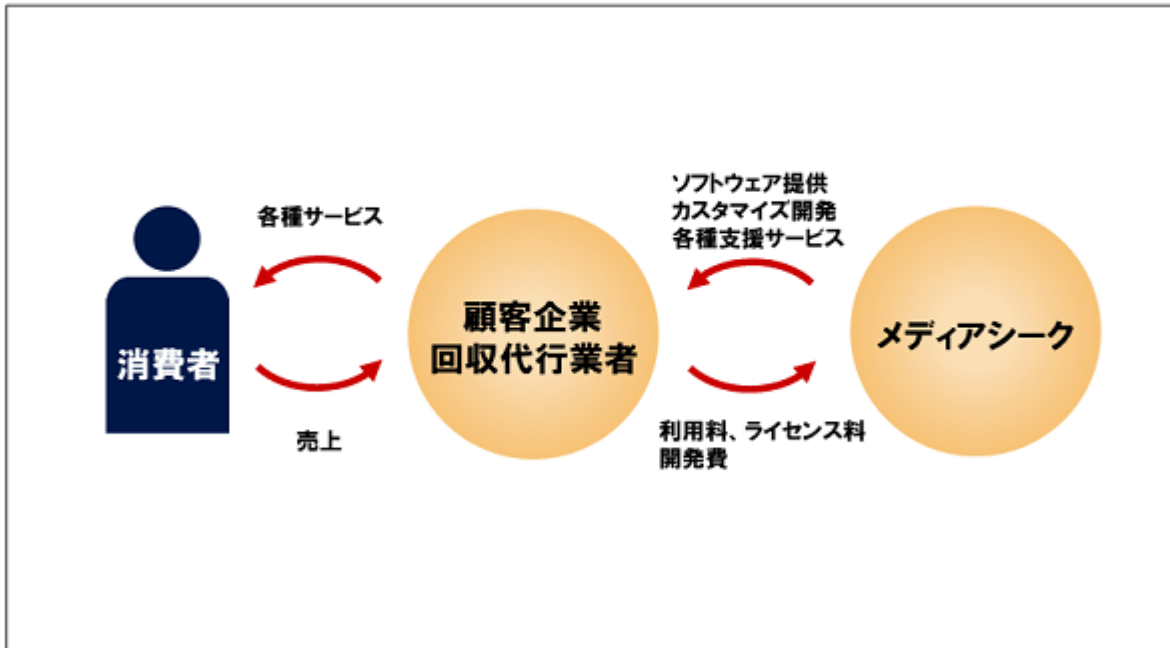 消費者
各種サービス
売上
顧客企業
回収代行業者
ソフトウェア提供
カスタマイズ開発
各種支援サービス
利用料、ライセンス料
開発費
メディアシーク